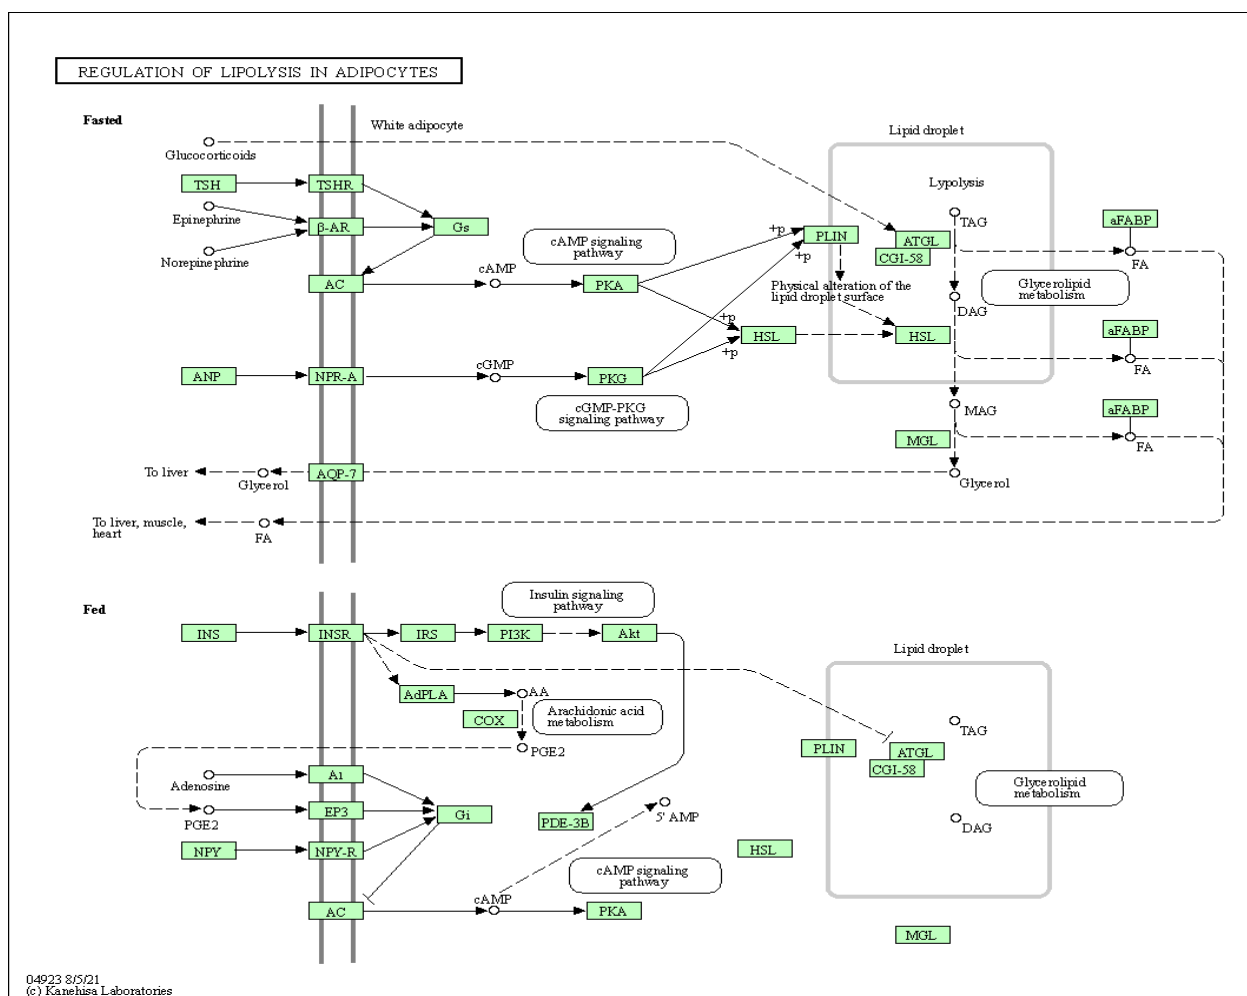 REGULATION OF LIPOLYSIS IN ADIPOCYTES
Fasted
White adipocyte
Lipid droplet
Glucocorticoids
TSH
TSHR
Lypolysis
Epinephrine
β-AR
Gs
cAMP signaling
pathway
+p
PLIN
ATGL
CGI-58
TAG
aFABP
FA
Norepinephrine
+p
AC
cAMP
PKA
Physical alteration of the
lipid droplet surface
DAG
Glycerolipid
metabolism
+p
HSL
HSL
aFABP
FA
+p
ANP
NPR-A
cGMP
PKG
cGMP-PKG
signaling pathway
MAG
aFABP
FA
MGL
To liver
Glycerol
AQP-7
Glycerol
To liver, muscle,
heart
FA
Fed
Insulin signaling
pathway
INS
INSR
IRS
PI3K
Akt
Lipid droplet
AdPLA
AA
COX
Arachidonic acid
metabolism
PGE2
TAG
PLIN
ATGL
CGI-58
Adenosine
A1
Glycerolipid
metabolism
PGE2
EP3
Gi
PDE-3B
5' AMP
DAG
NPY
NPY-R
HSL
cAMP signaling
pathway
AC
cAMP
PKA
MGL
04923 8/5/21
(c) Kanehisa Laboratories